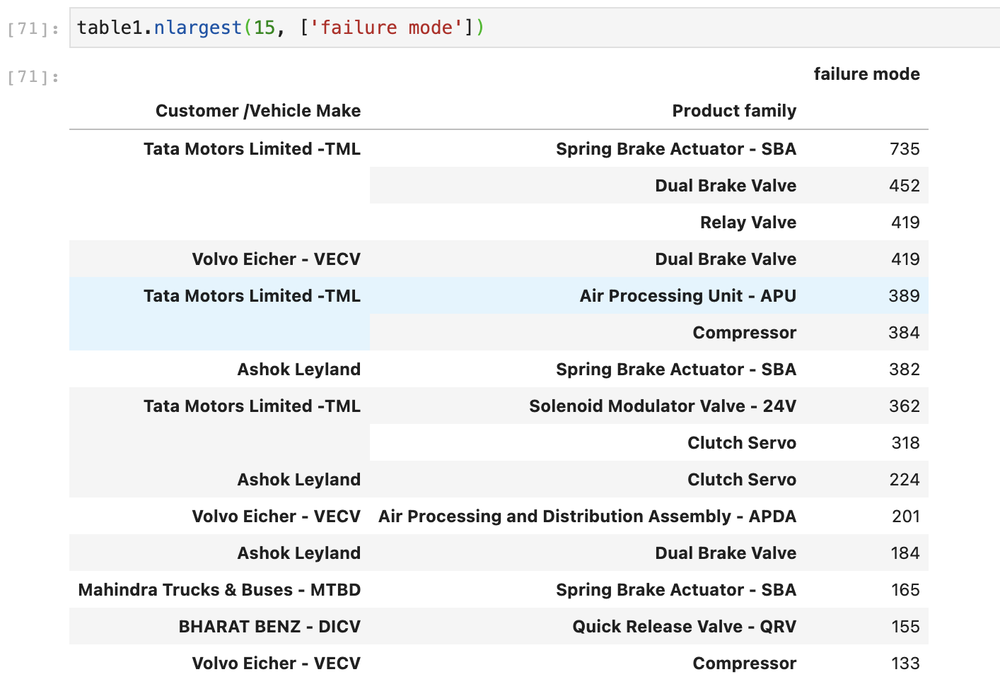 [71]: table1.nlargest(15, ['failure mode'])
[71]:
failure mode
Customer /Vehicle Make Product family
Tata Motors Limited -TML Spring Brake Actuator - SBA 735
Dual Brake Valve 452
Relay Valve 419
Volvo Eicher - VECV Dual Brake Valve 419
Tata Motors Limited -TML Air Processing Unit - APU 389
Compressor 384
Ashok Leyland Spring Brake Actuator - SBA 382
Tata Motors Limited -TML Solenoid Modulator Valve - 24V 362
Clutch Servo 318
Ashok Leyland Clutch Servo 224
Volvo Eicher - VECV Air Processing and Distribution Assembly - APDA 201
Ashok Leyland Dual Brake Valve 184
Mahindra Trucks & Buses - MTBD Spring Brake Actuator - SBA 165
BHARAT BENZ - DICV Quick Release Valve - QRV 155
Volvo Eicher - VECV Compressor 133